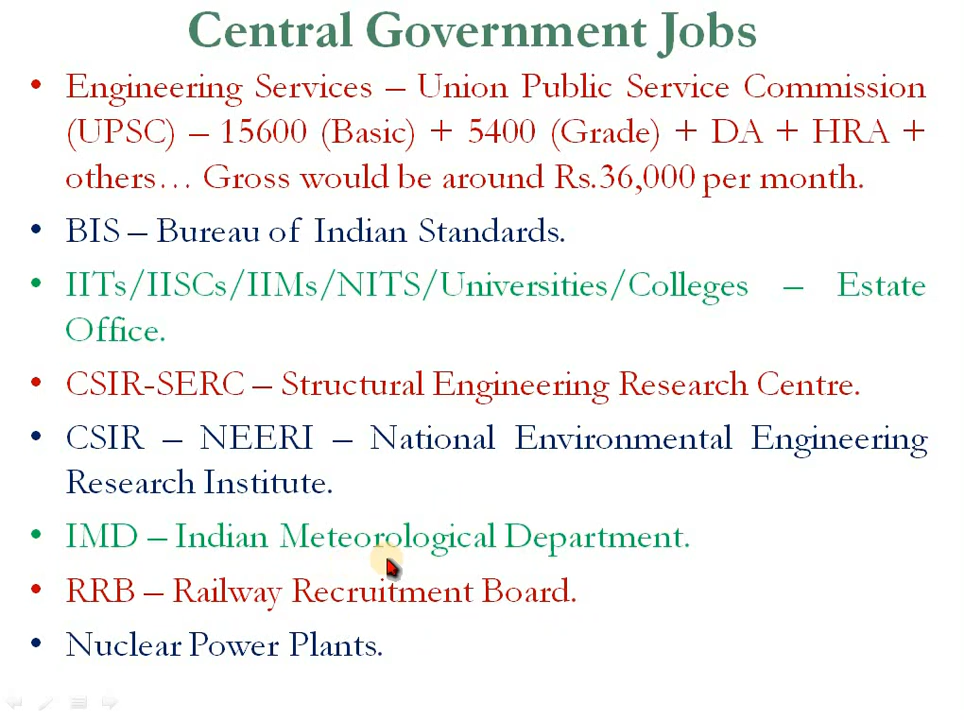 Central Government Jobs
• Engineering Services – Union Public Service Commission
(UPSC) – 15600 (Basic) + 5400 (Grade) + DA + HRA +
others… Gross would be around Rs.36,000 per month.
• BIS – Bureau of Indian Standards.
• IITs/IISCs/IIMs/NITS/Universities/Colleges – Estate
Office.
• CSIR-SERC – Structural Engineering Research Centre.
• CSIR – NEERI – National Environmental Engineering
Research Institute.
• IMD – Indian Meteorological Department.
• RRB – Railway Recruitment Board.
• Nuclear Power Plants.